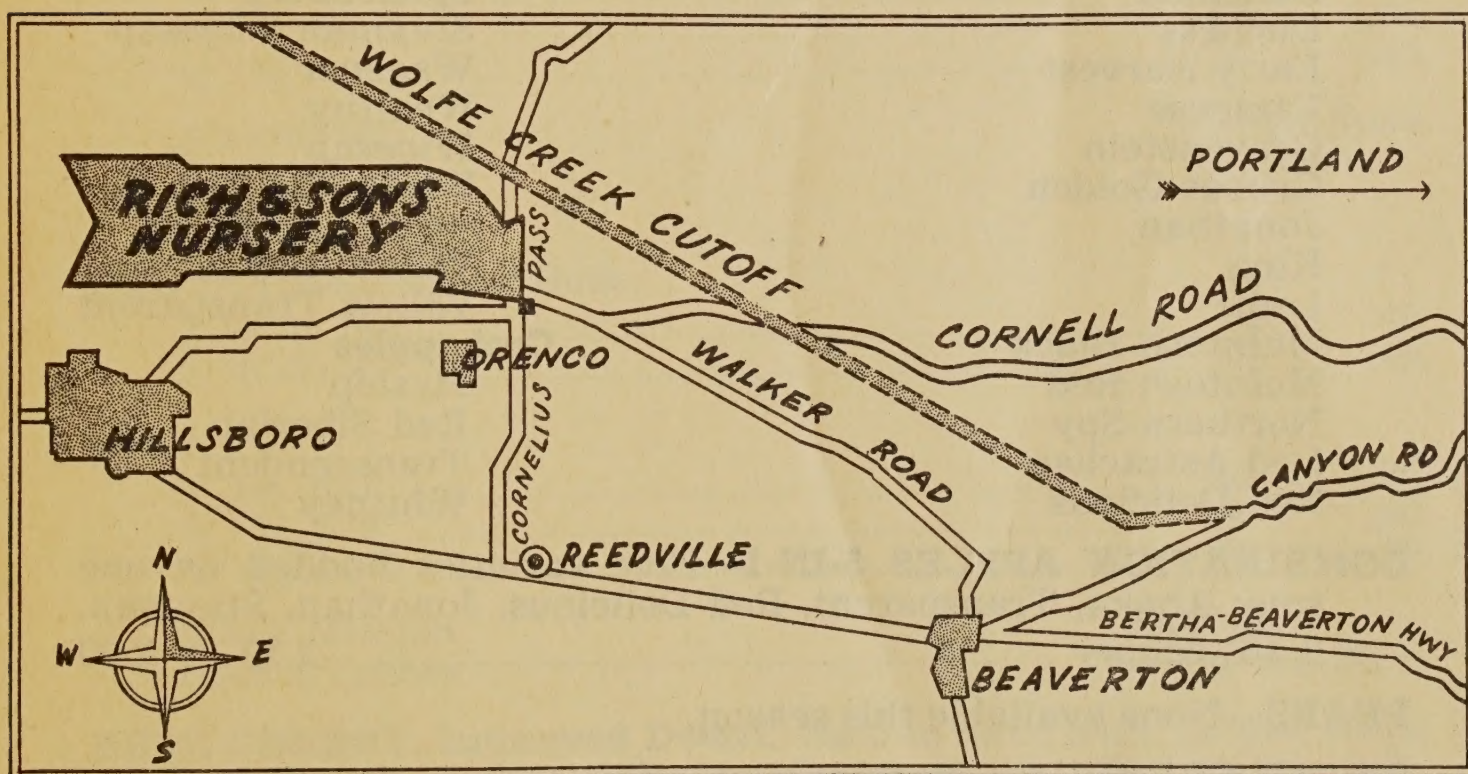 WOLFE CREEK CUTOFF
PORTLAND
RICH & SONS
NURSERY
PASS
CORNELL ROAD
WALKER ROAD
ORENCO
CORNELIUS
HILLSBORO
CANYON RD
REEDVILLE
N
W E
S
BERTHA-BEAVERTON HWY
BEAVERTON